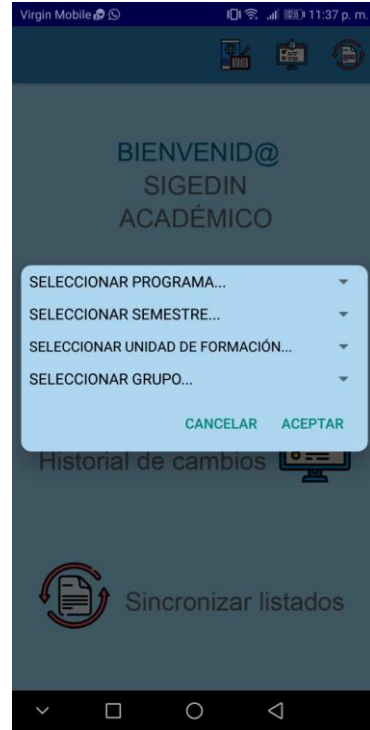 Virgin Mobile 11:37 p. m.
BIENVENID@
SIGEDIN
ACADÉMICO
SELECCIONAR PROGRAMA...
SELECCIONAR SEMESTRE...
SELECCIONAR UNIDAD DE FORMACIÓN...
SELECCIONAR GRUPO...
CANCELAR ACEPTAR
Historial de cambios
Sincronizar listados